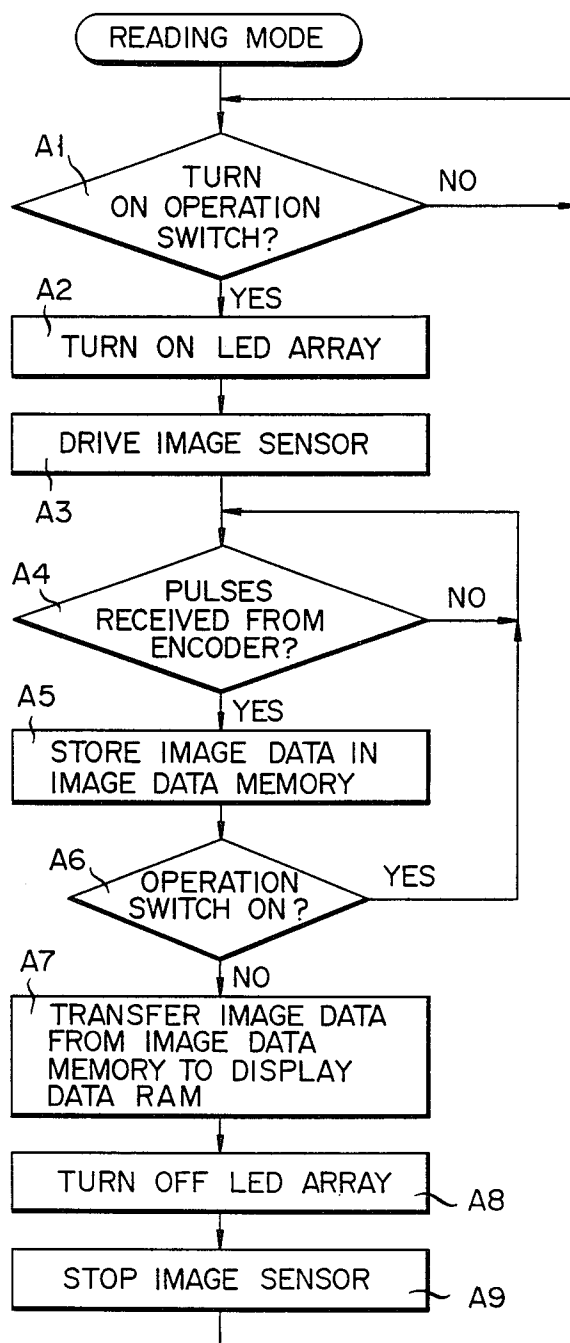 READING MODE
A1
TURN
ON OPERATION
SWITCH?
NO
YES
A2
TURN ON LED ARRAY
DRIVE IMAGE SENSOR
A3
A4
PULSES
RECEIVED FROM
ENCODER?
NO
YES
A5
STORE IMAGE DATA IN
IMAGE DATA MEMORY
A6
OPERATION
SWITCH ON?
YES
NO
A7
TRANSFER IMAGE DATA
FROM IMAGE DATA
MEMORY TO DISPLAY
DATA RAM
TURN OFF LED ARRAY
A8
STOP IMAGE SENSOR
A9